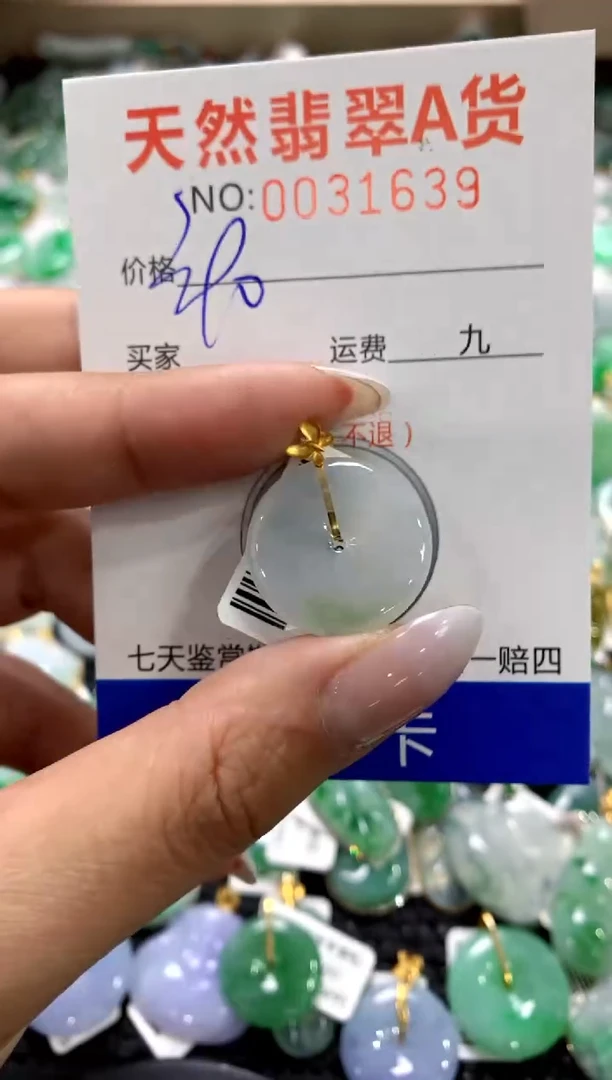 天然翡翠A货
NO:0031639
价格
买家 运费 九
不退）
七天鉴赏 一赔四
卡